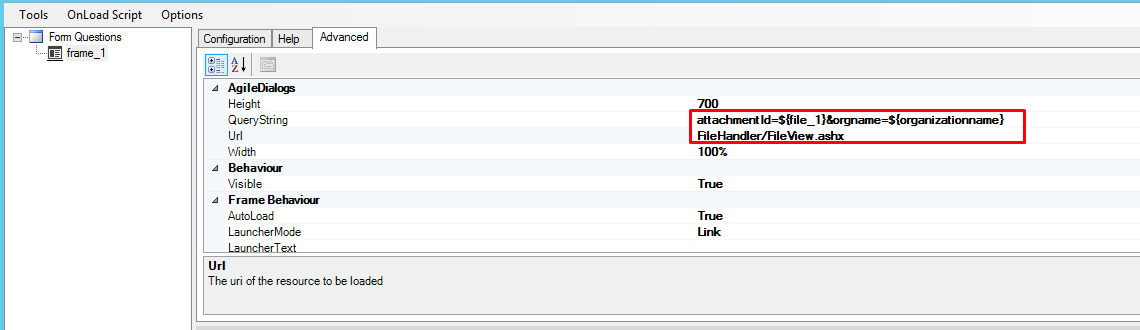 Tools OnLoad Script Options
Form Questions
frame_1
Configuration Help Advanced
AgileDialogs
Height 700
QueryString attachmentId=${file_1}&orgname=${organizationname}
Url FileHandler/FileView.ashx
Width 100%
Behaviour
Visible True
Frame Behaviour
AutoLoad True
LauncherMode Link
LauncherText
Url
The uri of the resource to be loaded